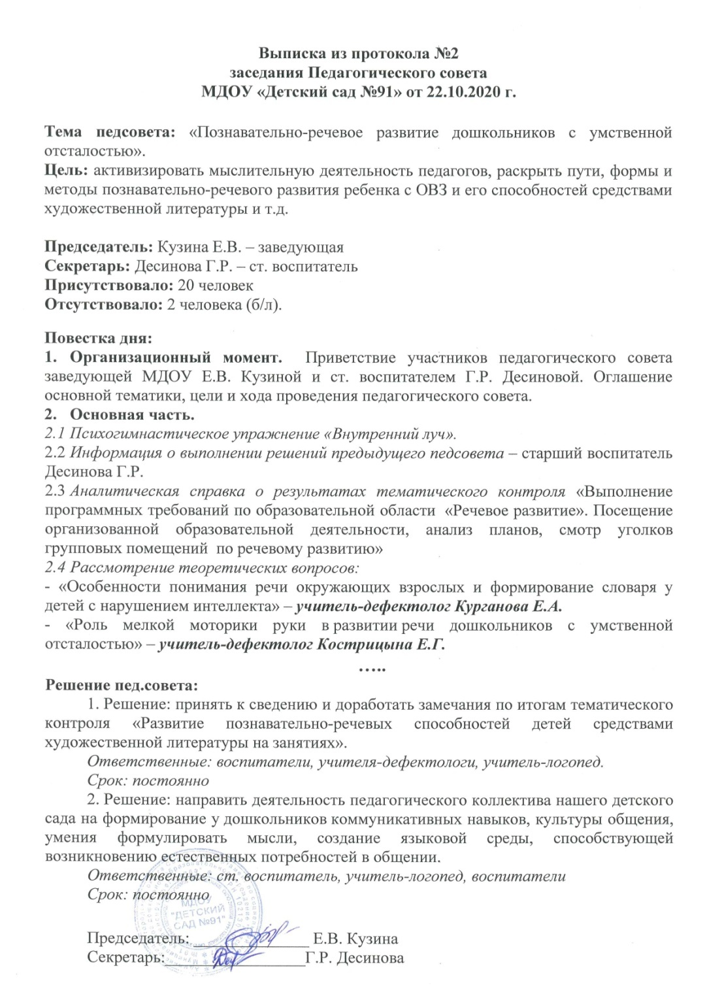 Выписка из протокола №2
заседания Педагогического совета
МДОУ «Детский сад №91» от 22.10.2020 г.
Тема педсовета: «Познавательно-речевое развитие дошкольников с умственной
отсталостью».
Цель: активизировать мыслительную деятельность педагогов, раскрыть пути, формы и
методы познавательно-речевого развития ребенка с ОВЗ и его способностей средствами
художественной литературы и т.д.
Председатель: Кузина Е.В. – заведующая
Секретарь: Десинова Г.Р. – ст. воспитатель
Присутствовало: 20 человек
Отсутствовало: 2 человека (б/л).
Повестка дня:
1. Организационный момент. Приветствие участников педагогического совета
заведующей МДОУ Е.В. Кузиной и ст. воспитателем Г.Р. Десиновой. Оглашение
основной тематики, цели и хода проведения педагогического совета.
2. Основная часть.
2.1 Психогимнастическое упражнение «Внутренний луч».
2.2 Информация о выполнении решений предыдущего педсовета – старший воспитатель
Десинова Г.Р.
2.3 Аналитическая справка о результатах тематического контроля «Выполнение
программных требований по образовательной области «Речевое развитие». Посещение
организованной образовательной деятельности, анализ планов, смотр уголков
групповых помещений по речевому развитию»
2.4 Рассмотрение теоретических вопросов:
- «Особенности понимания речи окружающих взрослых и формирование словаря у
детей с нарушением интеллекта» – учитель-дефектолог Курганова Е.А.
- «Роль мелкой моторики руки в развитии речи дошкольников с умственной
отсталостью» – учитель-дефектолог Кострицына Е.Г.
…..
Решение пед.совета:
1. Решение: принять к сведению и доработать замечания по итогам тематического
контроля «Развитие познавательно-речевых способностей детей средствами
художественной литературы на занятиях».
Ответственные: воспитатели, учителя-дефектологи, учитель-логопед.
Срок: постоянно
2. Решение: направить деятельность педагогического коллектива нашего детского
сада на формирование у дошкольников коммуникативных навыков, культуры общения,
умения формулировать мысли, создание языковой среды, способствующей
возникновению естественных потребностей в общении.
Ответственные: ст. воспитатель, учитель-логопед, воспитатели
Срок: постоянно
МДОУ
"ДЕТСКИЙ
САД №91"
Председатель:______________ Е.В. Кузина
Секретарь:________________Г.Р. Десинова